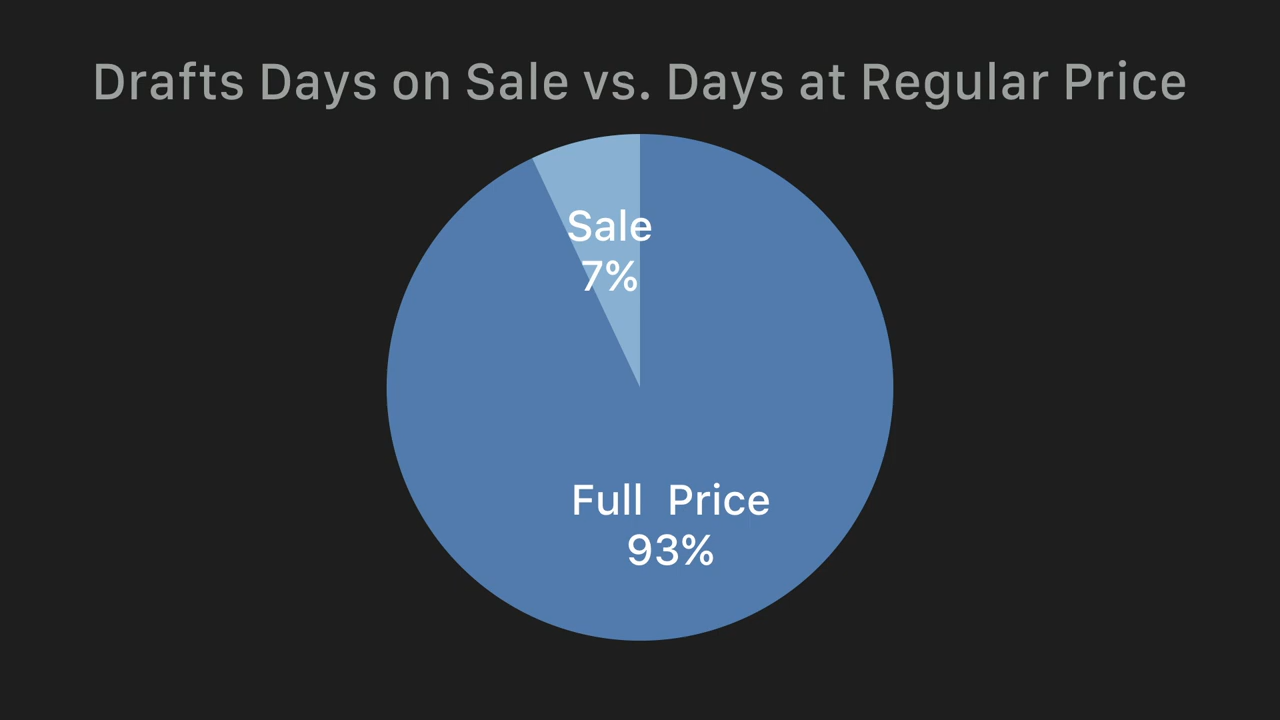 Drafts Days on Sale vs. Days at Regular Price
Sale
7%
Full Price
93%